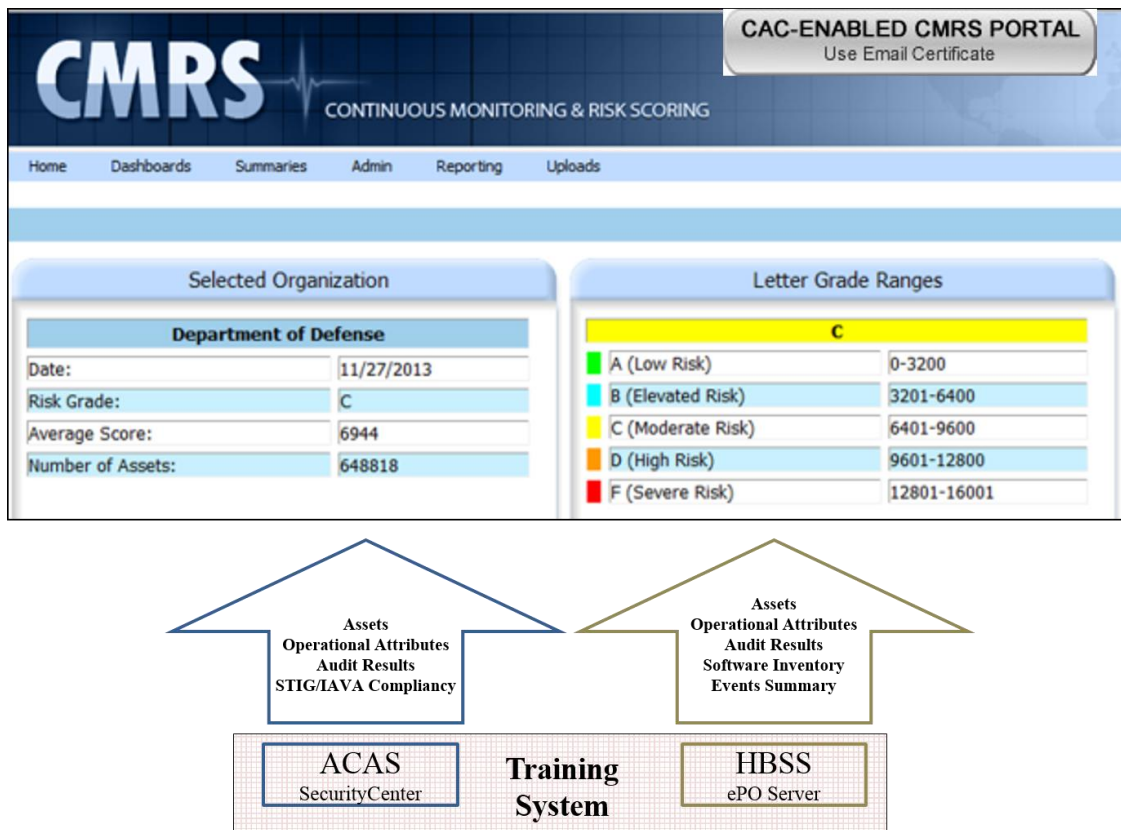 CAC-ENABLED CMRS PORTAL
Use Email Certificate
CMRS
CONTINUOUS MONITORING & RISK SCORING
Home Dashboards Summaries Admin Reporting Uploads
Selected Organization
Department of Defense
Date: 11/27/2013
Risk Grade: C
Average Score: 6944
Number of Assets: 648818
Letter Grade Ranges
C
A (Low Risk) 0-3200
B (Elevated Risk) 3201-6400
C (Moderate Risk) 6401-9600
D (High Risk) 9601-12800
F (Severe Risk) 12801-16001
Assets
Operational Attributes
Audit Results
STIG/IAVA Compliancy
Assets
Operational Attributes
Audit Results
Software Inventory
Events Summary
ACAS
SecurityCenter
Training
System
HBSS
ePO Server